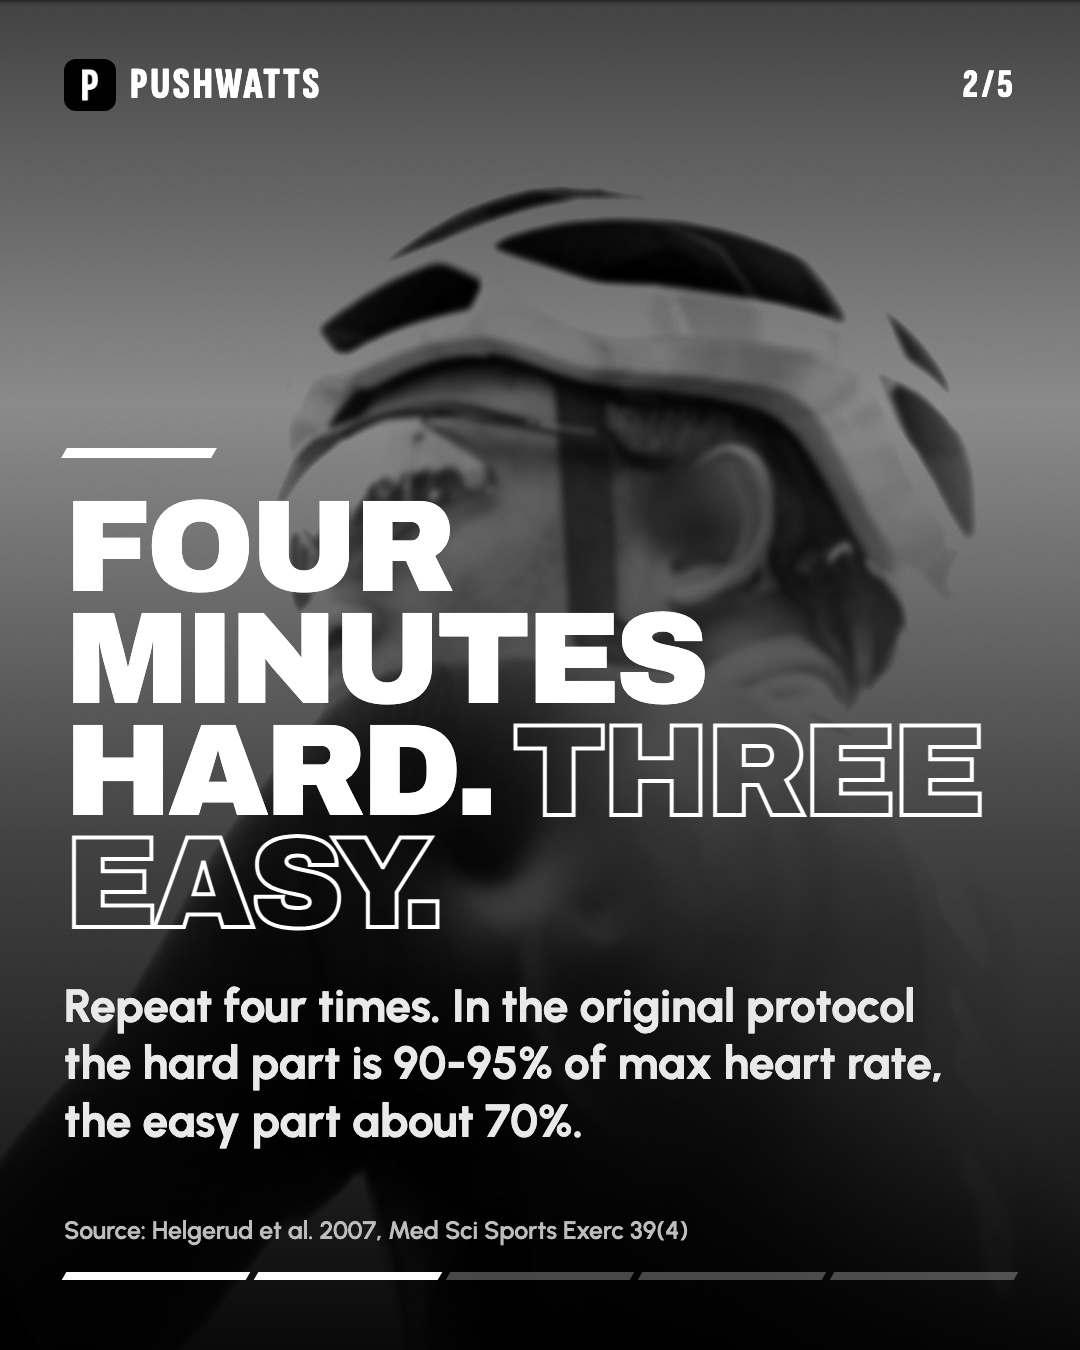 P PUSHWATTS
2/5
FOUR
MINUTES
HARD. THREE
EASY.
Repeat four times. In the original protocol
the hard part is 90-95% of max heart rate,
the easy part about 70%.
Source: Helgerud et al. 2007, Med Sci Sports Exerc 39(4)